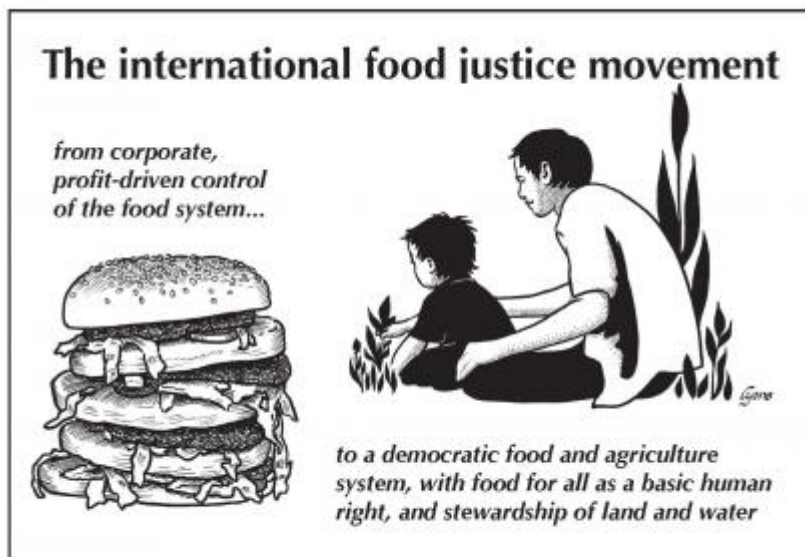 The international food justice movement
from corporate,
profit-driven control
of the food system...
to a democratic food and agriculture
system, with food for all as a basic human
right, and stewardship of land and water